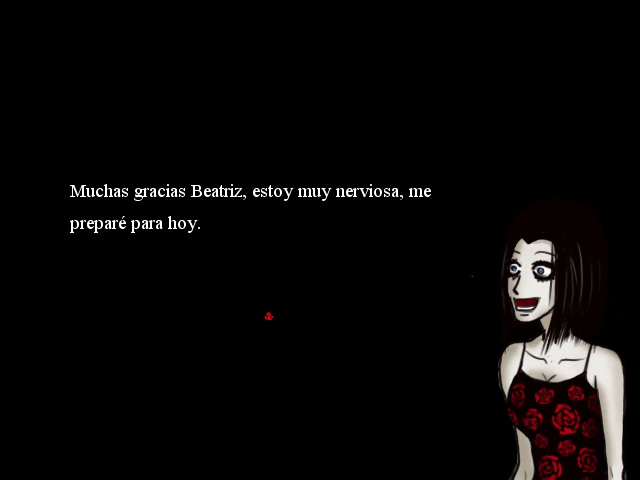 Muchas gracias Beatriz, estoy muy nerviosa, me
preparé para hoy.